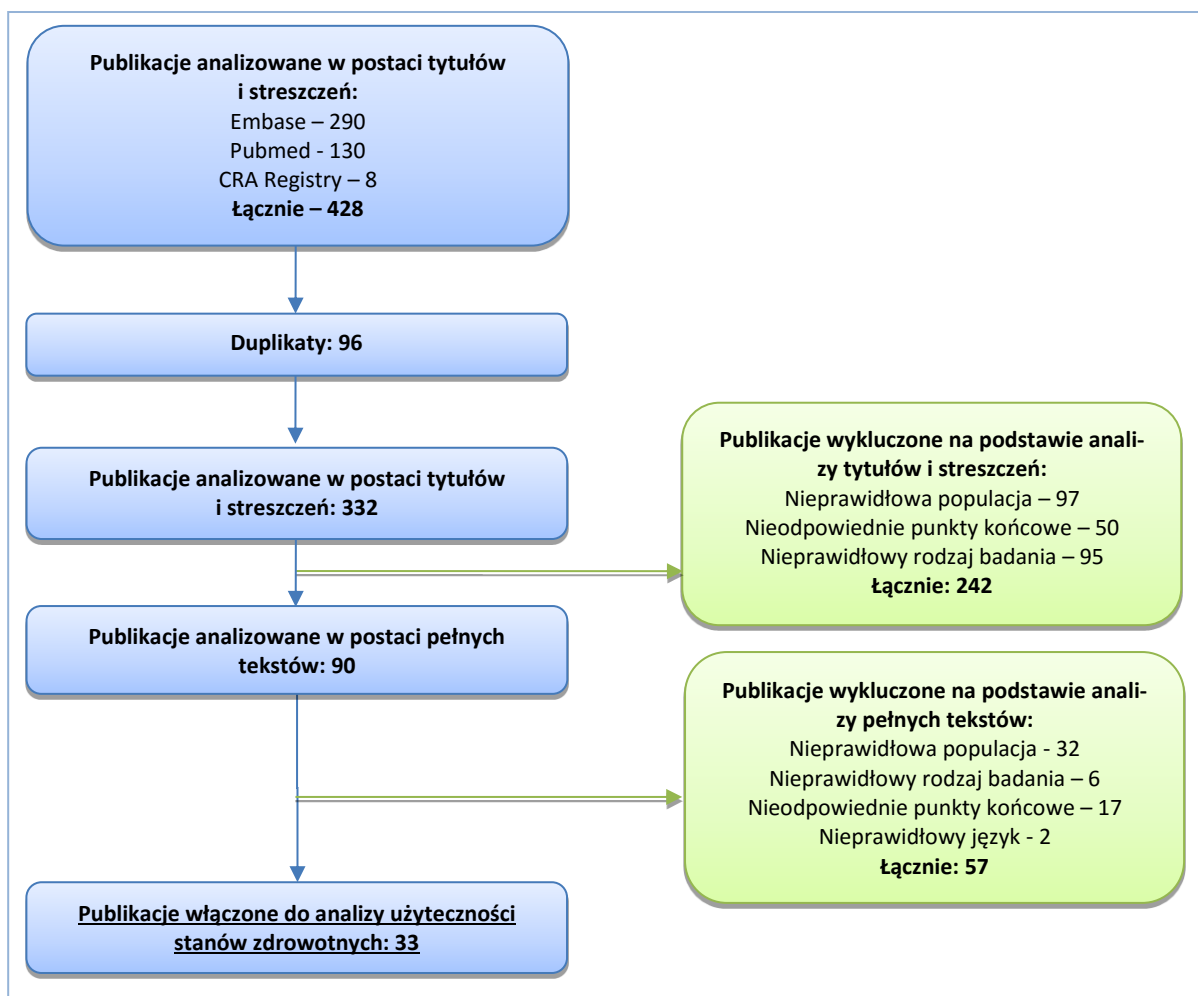 Publikacje analizowane w postaci tytułów
i streszczeń:
Embase – 290
Pubmed - 130
CRA Registry – 8
Łącznie – 428
Duplikaty: 96
Publikacje analizowane w postaci tytułów
i streszczeń: 332
Publikacje wykluczone na podstawie anali-
zy tytułów i streszczeń:
Nieprawidłowa populacja – 97
Nieodpowiednie punkty końcowe – 50
Nieprawidłowy rodzaj badania – 95
Łącznie: 242
Publikacje analizowane w postaci pełnych
tekstów: 90
Publikacje wykluczone na podstawie anali-
zy pełnych tekstów:
Nieprawidłowa populacja - 32
Nieprawidłowy rodzaj badania – 6
Nieodpowiednie punkty końcowe – 17
Nieprawidłowy język - 2
Łącznie: 57
Publikacje włączone do analizy użyteczności
stanów zdrowotnych: 33